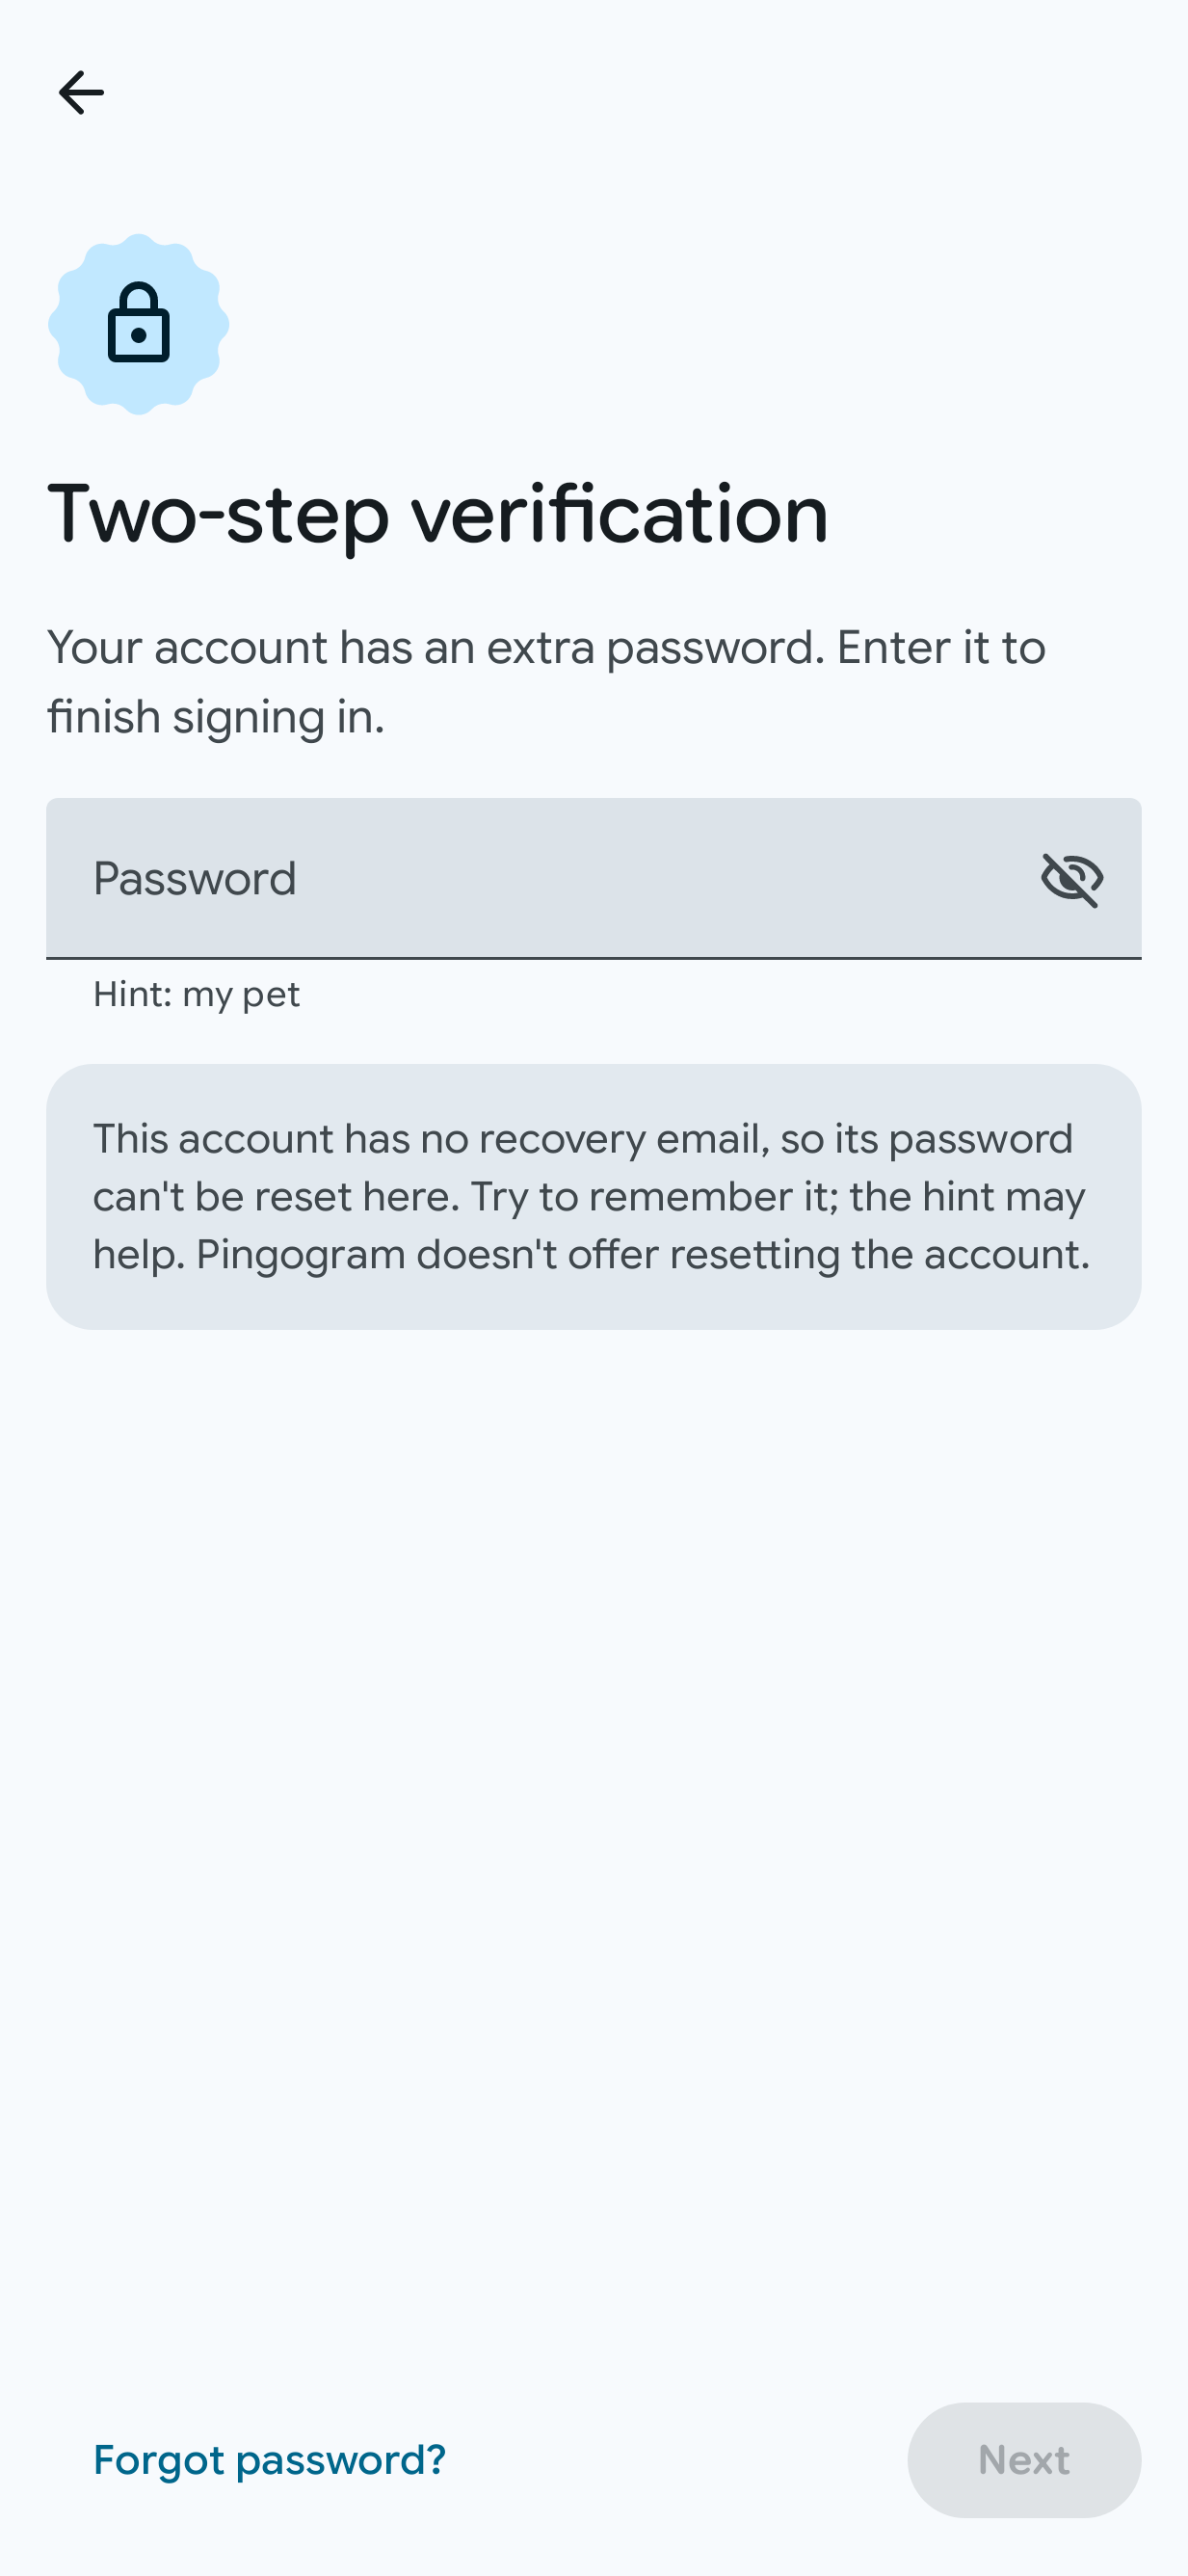 Two-step verification
Your account has an extra password. Enter it to
finish signing in.
Password
Hint: my pet
This account has no recovery email, so its password
can't be reset here. Try to remember it; the hint may
help. Pingogram doesn't offer resetting the account.
Forgot password?
Next